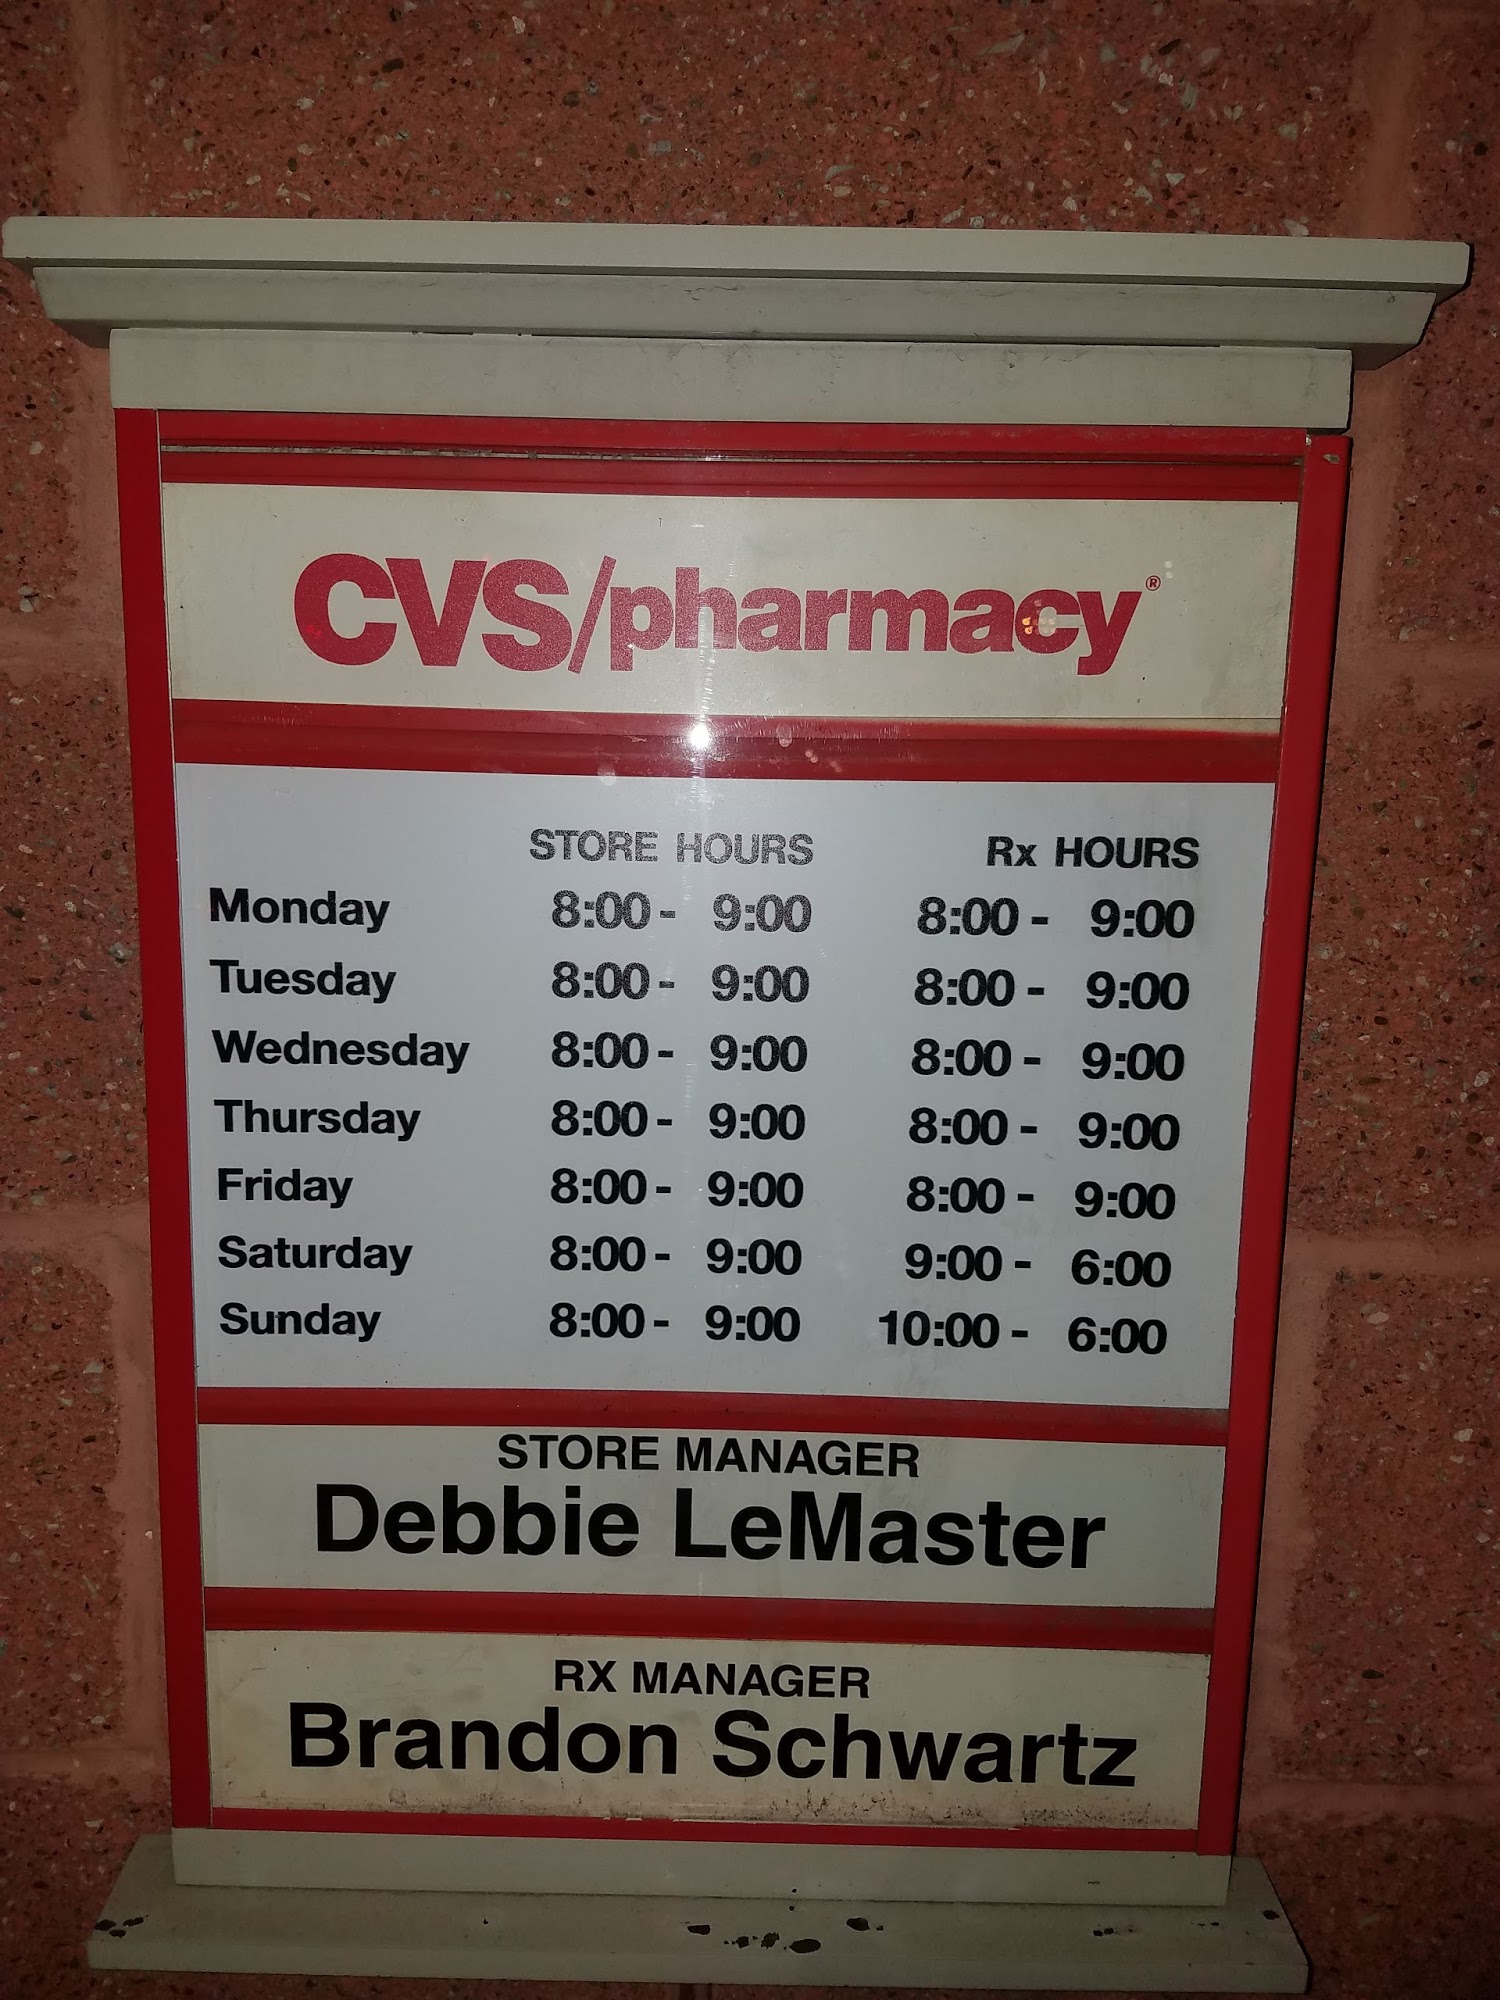 CVS/pharmacy®
STORE HOURS Rx HOURS
Monday 8:00 - 9:00 8:00 - 9:00
Tuesday 8:00 - 9:00 8:00 - 9:00
Wednesday 8:00 - 9:00 8:00 - 9:00
Thursday 8:00 - 9:00 8:00 - 9:00
Friday 8:00 - 9:00 8:00 - 9:00
Saturday 8:00 - 9:00 9:00 - 6:00
Sunday 8:00 - 9:00 10:00 - 6:00
STORE MANAGER
Debbie LeMaster
RX MANAGER
Brandon Schwartz